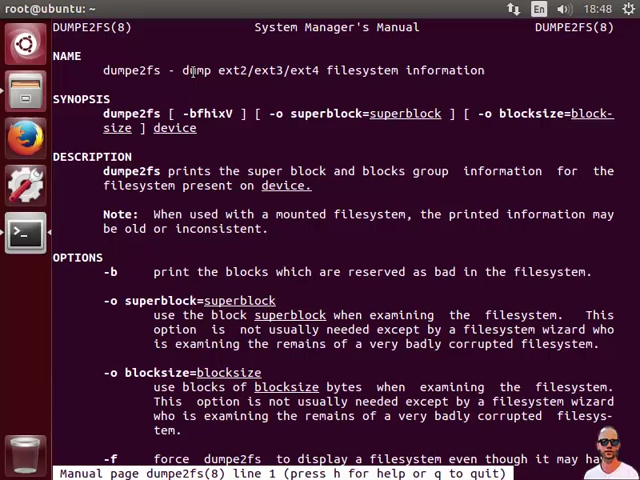 root@ubuntu: ~
En
18:48
DUMPE2FS(8) System Manager's Manual DUMPE2FS(8)
NAME
dumpe2fs - dump ext2/ext3/ext4 filesystem information
SYNOPSIS
dumpe2fs [ -bfhixV ] [ -o superblock=superblock ] [ -o blocksize=block-
size ] device
DESCRIPTION
dumpe2fs prints the super block and blocks group information for the
filesystem present on device.
Note: When used with a mounted filesystem, the printed information may
be old or inconsistent.
OPTIONS
-b print the blocks which are reserved as bad in the filesystem.
-o superblock=superblock
use the block superblock when examining the filesystem. This
option is not usually needed except by a filesystem wizard who
is examining the remains of a very badly corrupted filesystem.
-o blocksize=blocksize
use blocks of blocksize bytes when examining the filesystem.
This option is not usually needed except by a filesystem wizard
who is examining the remains of a very badly corrupted filesys-
tem.
-f force dumpe2fs to display a filesystem even though it may have
Manual page dumpe2fs(8) line 1 (press h for help or q to quit)